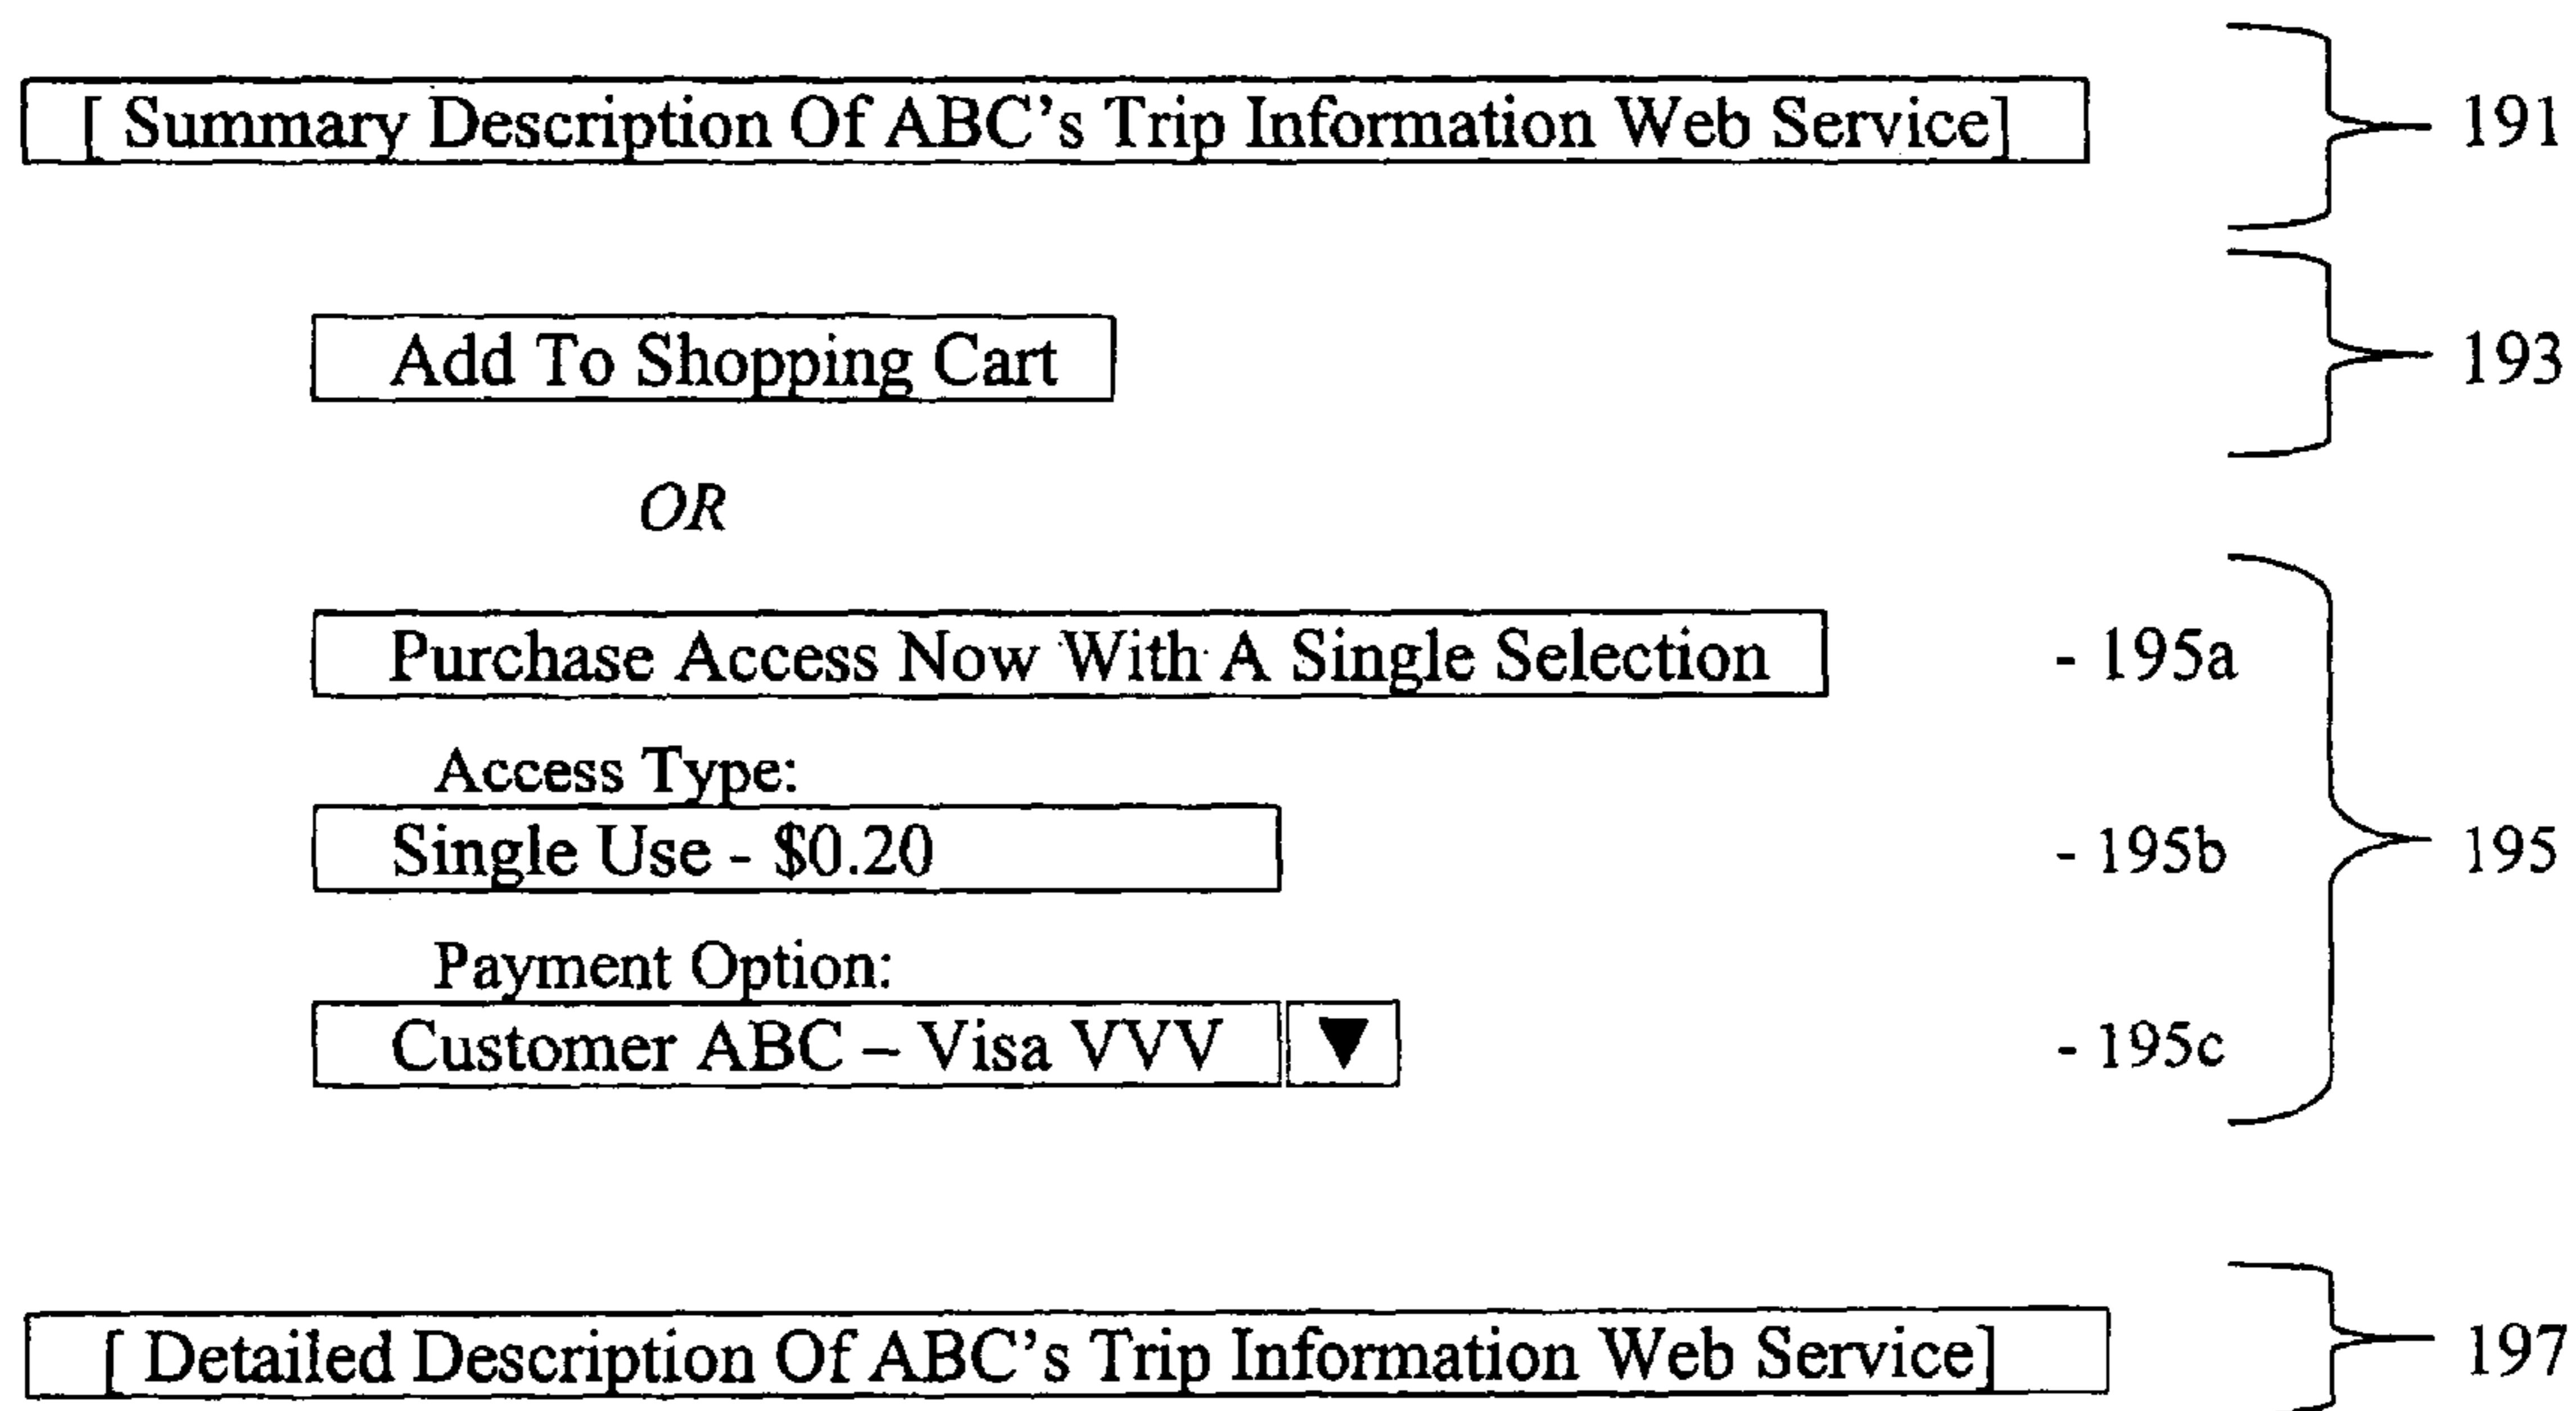 [ Summary Description Of ABC's Trip Information Web Service] 191
Add To Shopping Cart 193
OR
Purchase Access Now With A Single Selection - 195a
Access Type:
Single Use - $0.20 - 195b 195
Payment Option:
Customer ABC – Visa VVV ▼ - 195c
[ Detailed Description Of ABC's Trip Information Web Service] 197